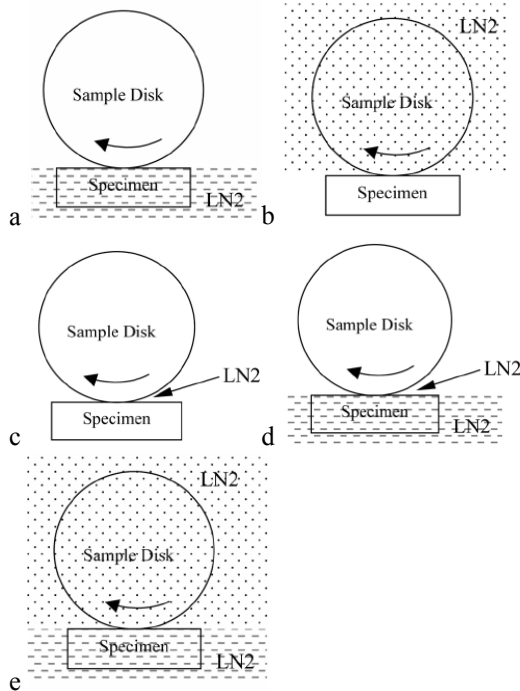 Sample Disk
Specimen
LN2
a
LN2
Sample Disk
Specimen
b
Sample Disk
LN2
Specimen
c
Sample Disk
LN2
Specimen
LN2
d
LN2
Sample Disk
Specimen
LN2
e